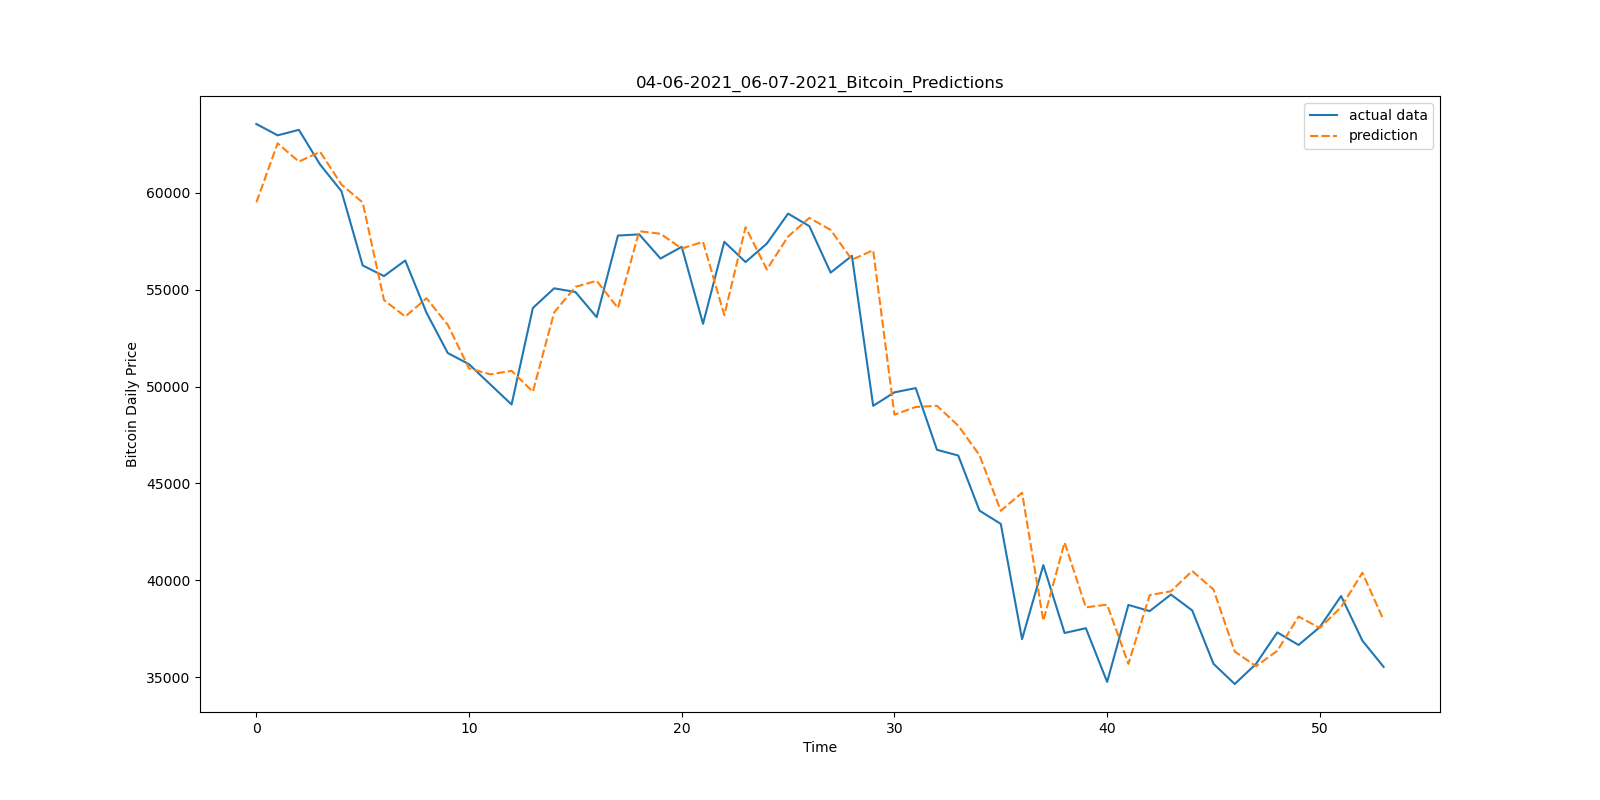 04-06-2021_06-07-2021_Bitcoin_Predictions
actual data
prediction
60000
55000
50000
45000
40000
35000
Bitcoin Daily Price
0 10 20 30 40 50
Time